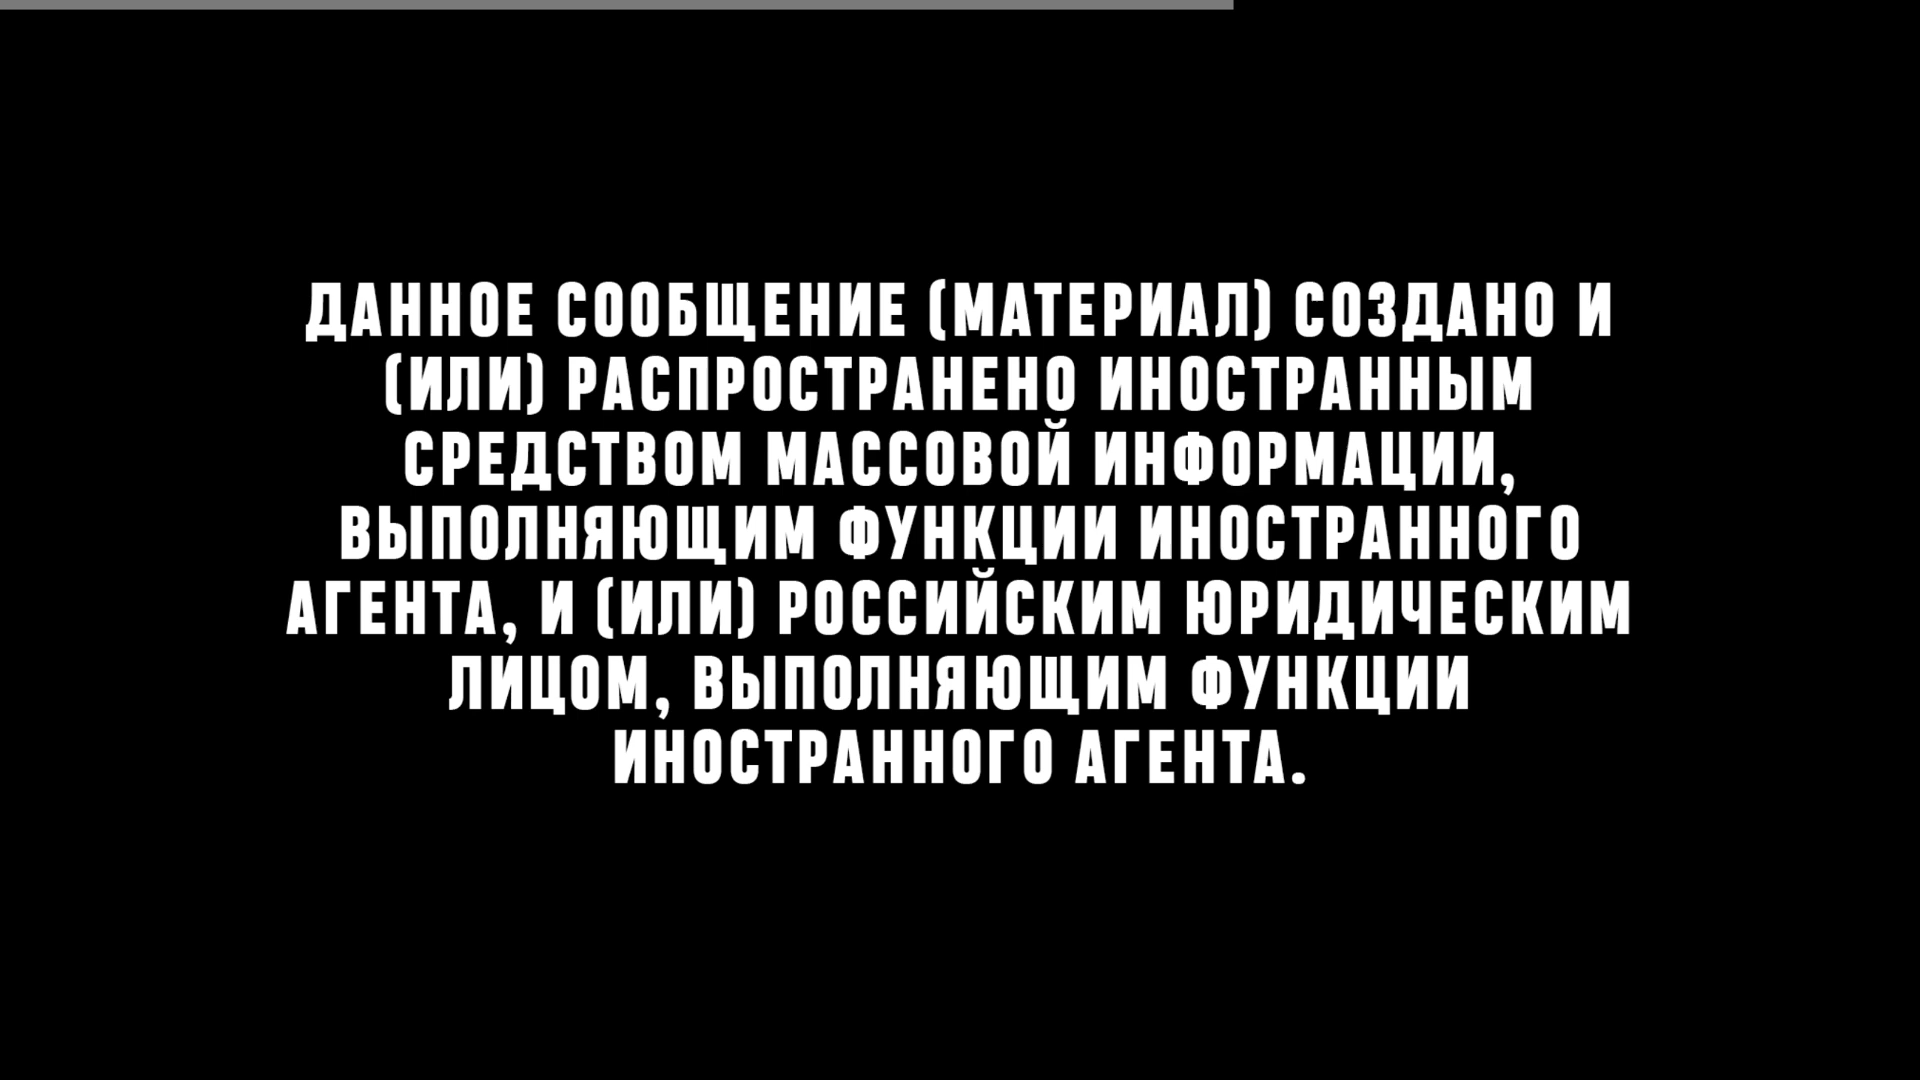 ДАННОЕ СООБЩЕНИЕ (МАТЕРИАЛ) СОЗДАНО И
(ИЛИ) РАСПРОСТРАНЕНО ИНОСТРАННЫМ
СРЕДСТВОМ МАССОВОЙ ИНФОРМАЦИИ,
ВЫПОЛНЯЮЩИМ ФУНКЦИИ ИНОСТРАННОГО
АГЕНТА, И (ИЛИ) РОССИЙСКИМ ЮРИДИЧЕСКИМ
ЛИЦОМ, ВЫПОЛНЯЮЩИМ ФУНКЦИИ
ИНОСТРАННОГО АГЕНТА.